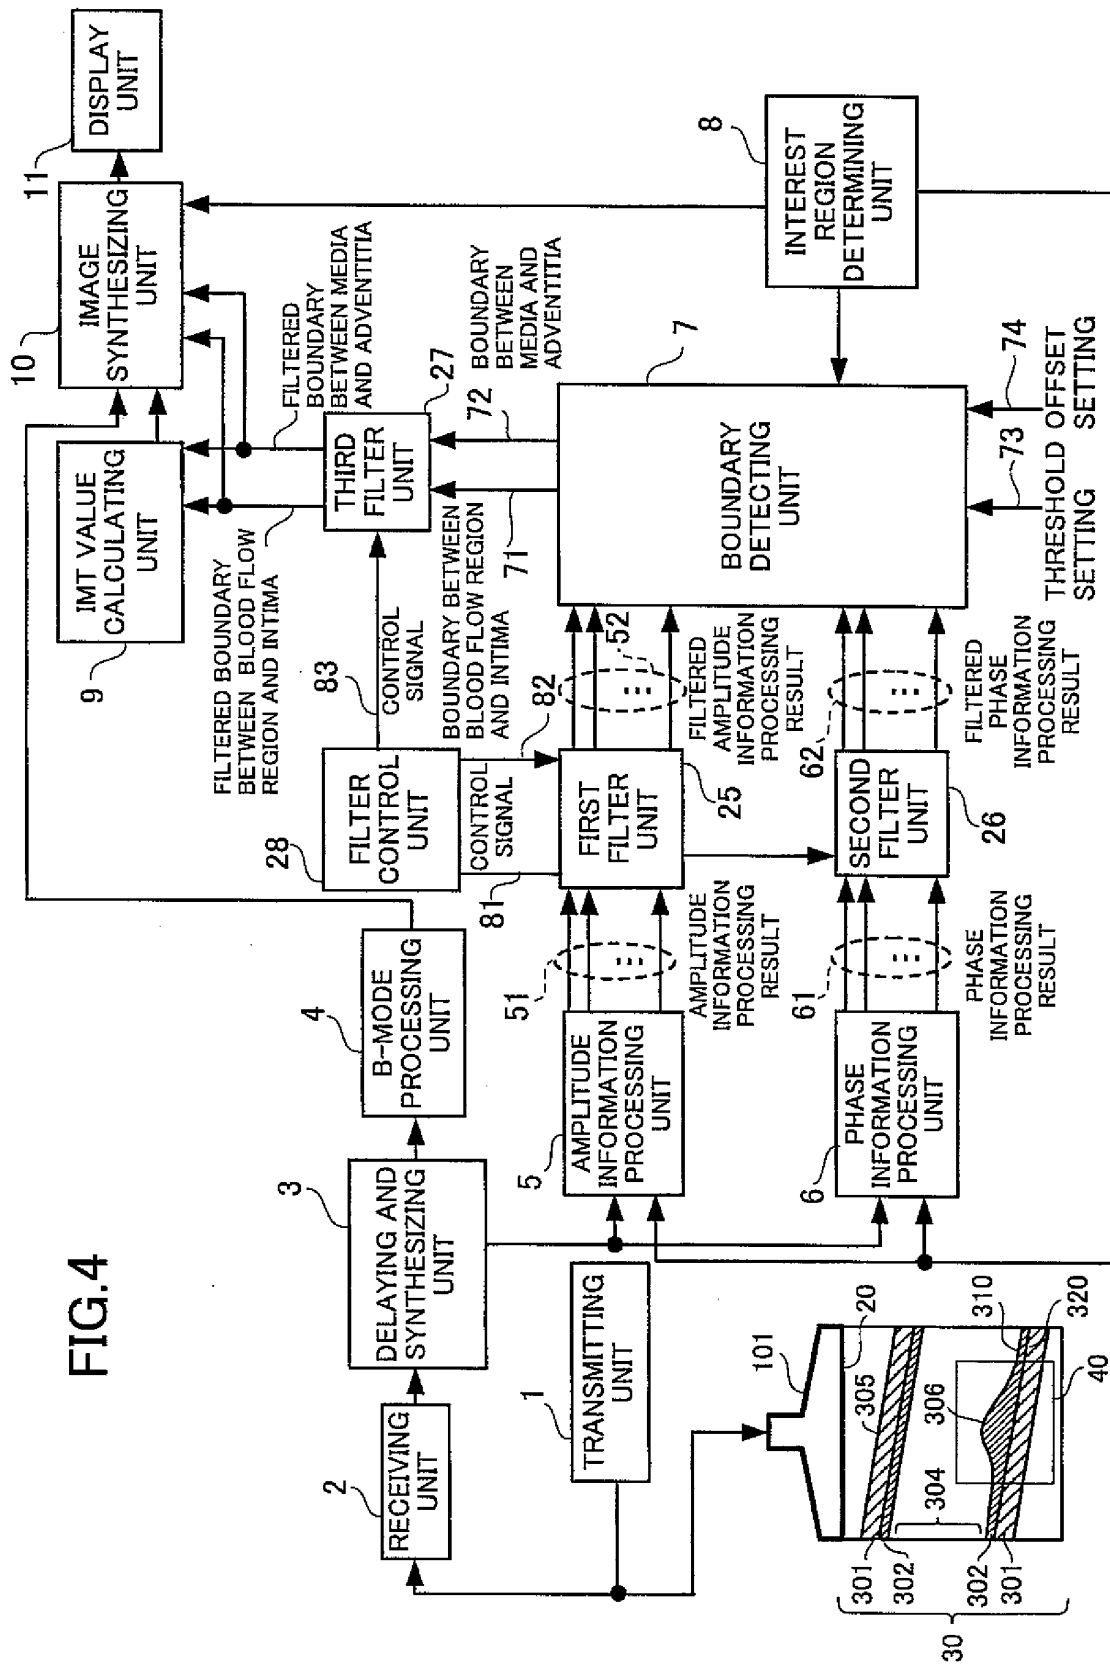 FIG.4
1
TRANSMITTING
UNIT
2
RECEIVING
UNIT
3
DELAYING AND
SYNTHESIZING
UNIT
4
B-MODE
PROCESSING
UNIT
5
AMPLITUDE
INFORMATION
PROCESSING
UNIT
6
PHASE
INFORMATION
PROCESSING
UNIT
51
AMPLITUDE
INFORMATION
PROCESSING
RESULT
61
PHASE
INFORMATION
PROCESSING
RESULT
28
FILTER
CONTROL
UNIT
81
CONTROL
SIGNAL
82
83
CONTROL
SIGNAL
FIRST
FILTER
UNIT
25
SECOND
FILTER
UNIT
26
52
FILTERED
AMPLITUDE
INFORMATION
PROCESSING
RESULT
62
FILTERED
PHASE
INFORMATION
PROCESSING
RESULT
BOUNDARY BETWEEN
BLOOD FLOW REGION
AND INTIMA
71
72
BOUNDARY
BETWEEN
MEDIA AND
ADVENTITIA
7
BOUNDARY
DETECTING
UNIT
73
THRESHOLD
SETTING
74
OFFSET
SETTING
8
INTEREST
REGION
DETERMINING
UNIT
THIRD
FILTER
UNIT
27
FILTERED BOUNDARY
BETWEEN BLOOD FLOW
REGION AND INTIMA
FILTERED
BOUNDARY
BETWEEN MEDIA
AND ADVENTITIA
9
IMT VALUE
CALCULATING
UNIT
10
IMAGE
SYNTHESIZING
UNIT
11
DISPLAY
UNIT
101
20
305
310
306
320
40
304
301
302
302
301
30